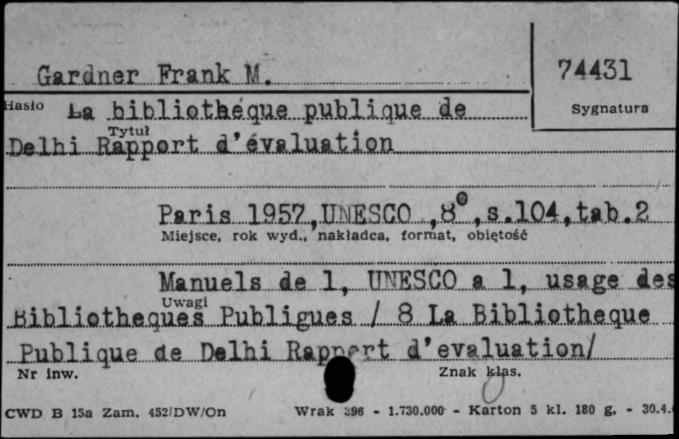 Gardner Frank M.
74431
Hasło La bibliothéque publique de
Sygnatura
Tytuł
Delhi Rapport d'évaluation
Paris 1957, UNESCO, 8°, s.104, tab.2
Miejsce, rok wyd., nakładca, format, objętość
Manuels de l, UNESCO a l, usage des
Uwagi
Bibliotheques Publigues / 8 La Bibliotheque
Publique de Delhi Rapport d'evaluation/
Nr inw. Znak klas.
CWD B 15a Zam. 452/DW/On Wrak 396 - 1.730.000 - Karton 5 kl. 180 g. - 30.4.